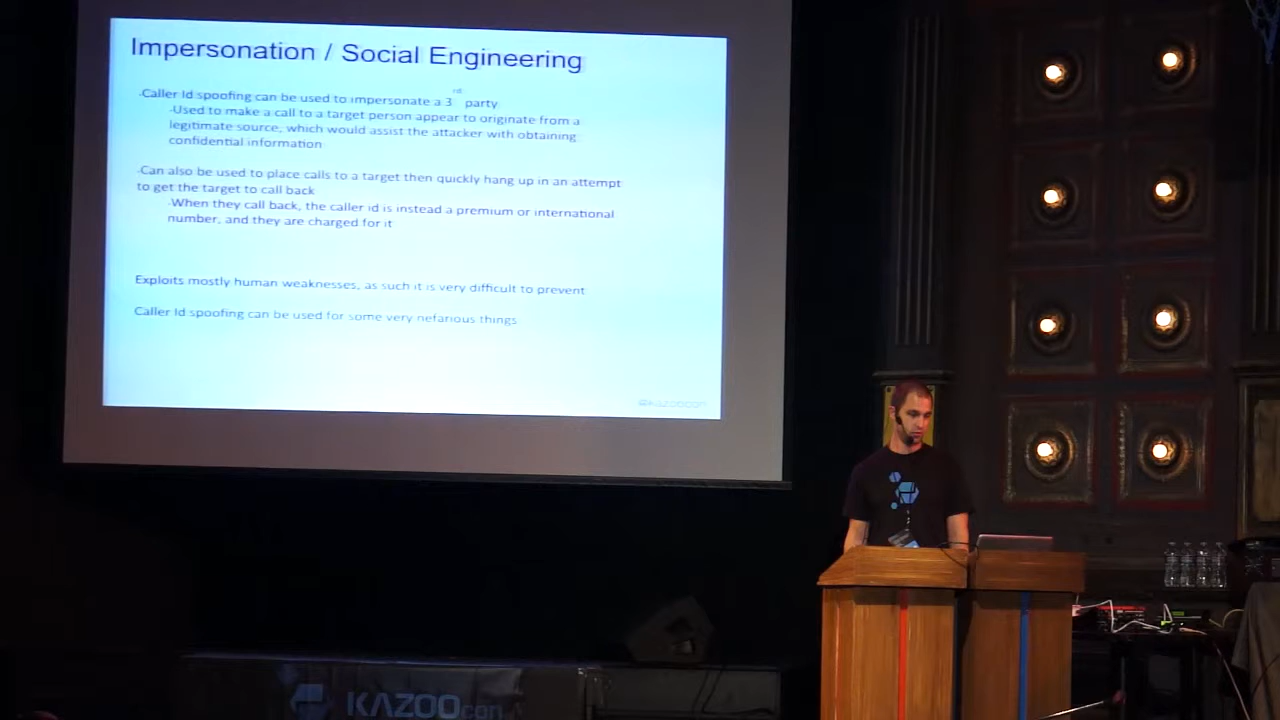 Impersonation / Social Engineering
Caller Id spoofing can be used to impersonate a 3rd party
Used to make a call to a target person appear to originate from a
legitimate source, which would assist the attacker with obtaining
confidential information
Can also be used to place calls to a target then quickly hang up in an attempt
to get the target to call back
When they call back, the caller id is instead a premium or international
number, and they are charged for it
Exploits mostly human weaknesses, as such it is very difficult to prevent
Caller Id spoofing can be used for some very nefarious things
kazoocon
KAZOOcon